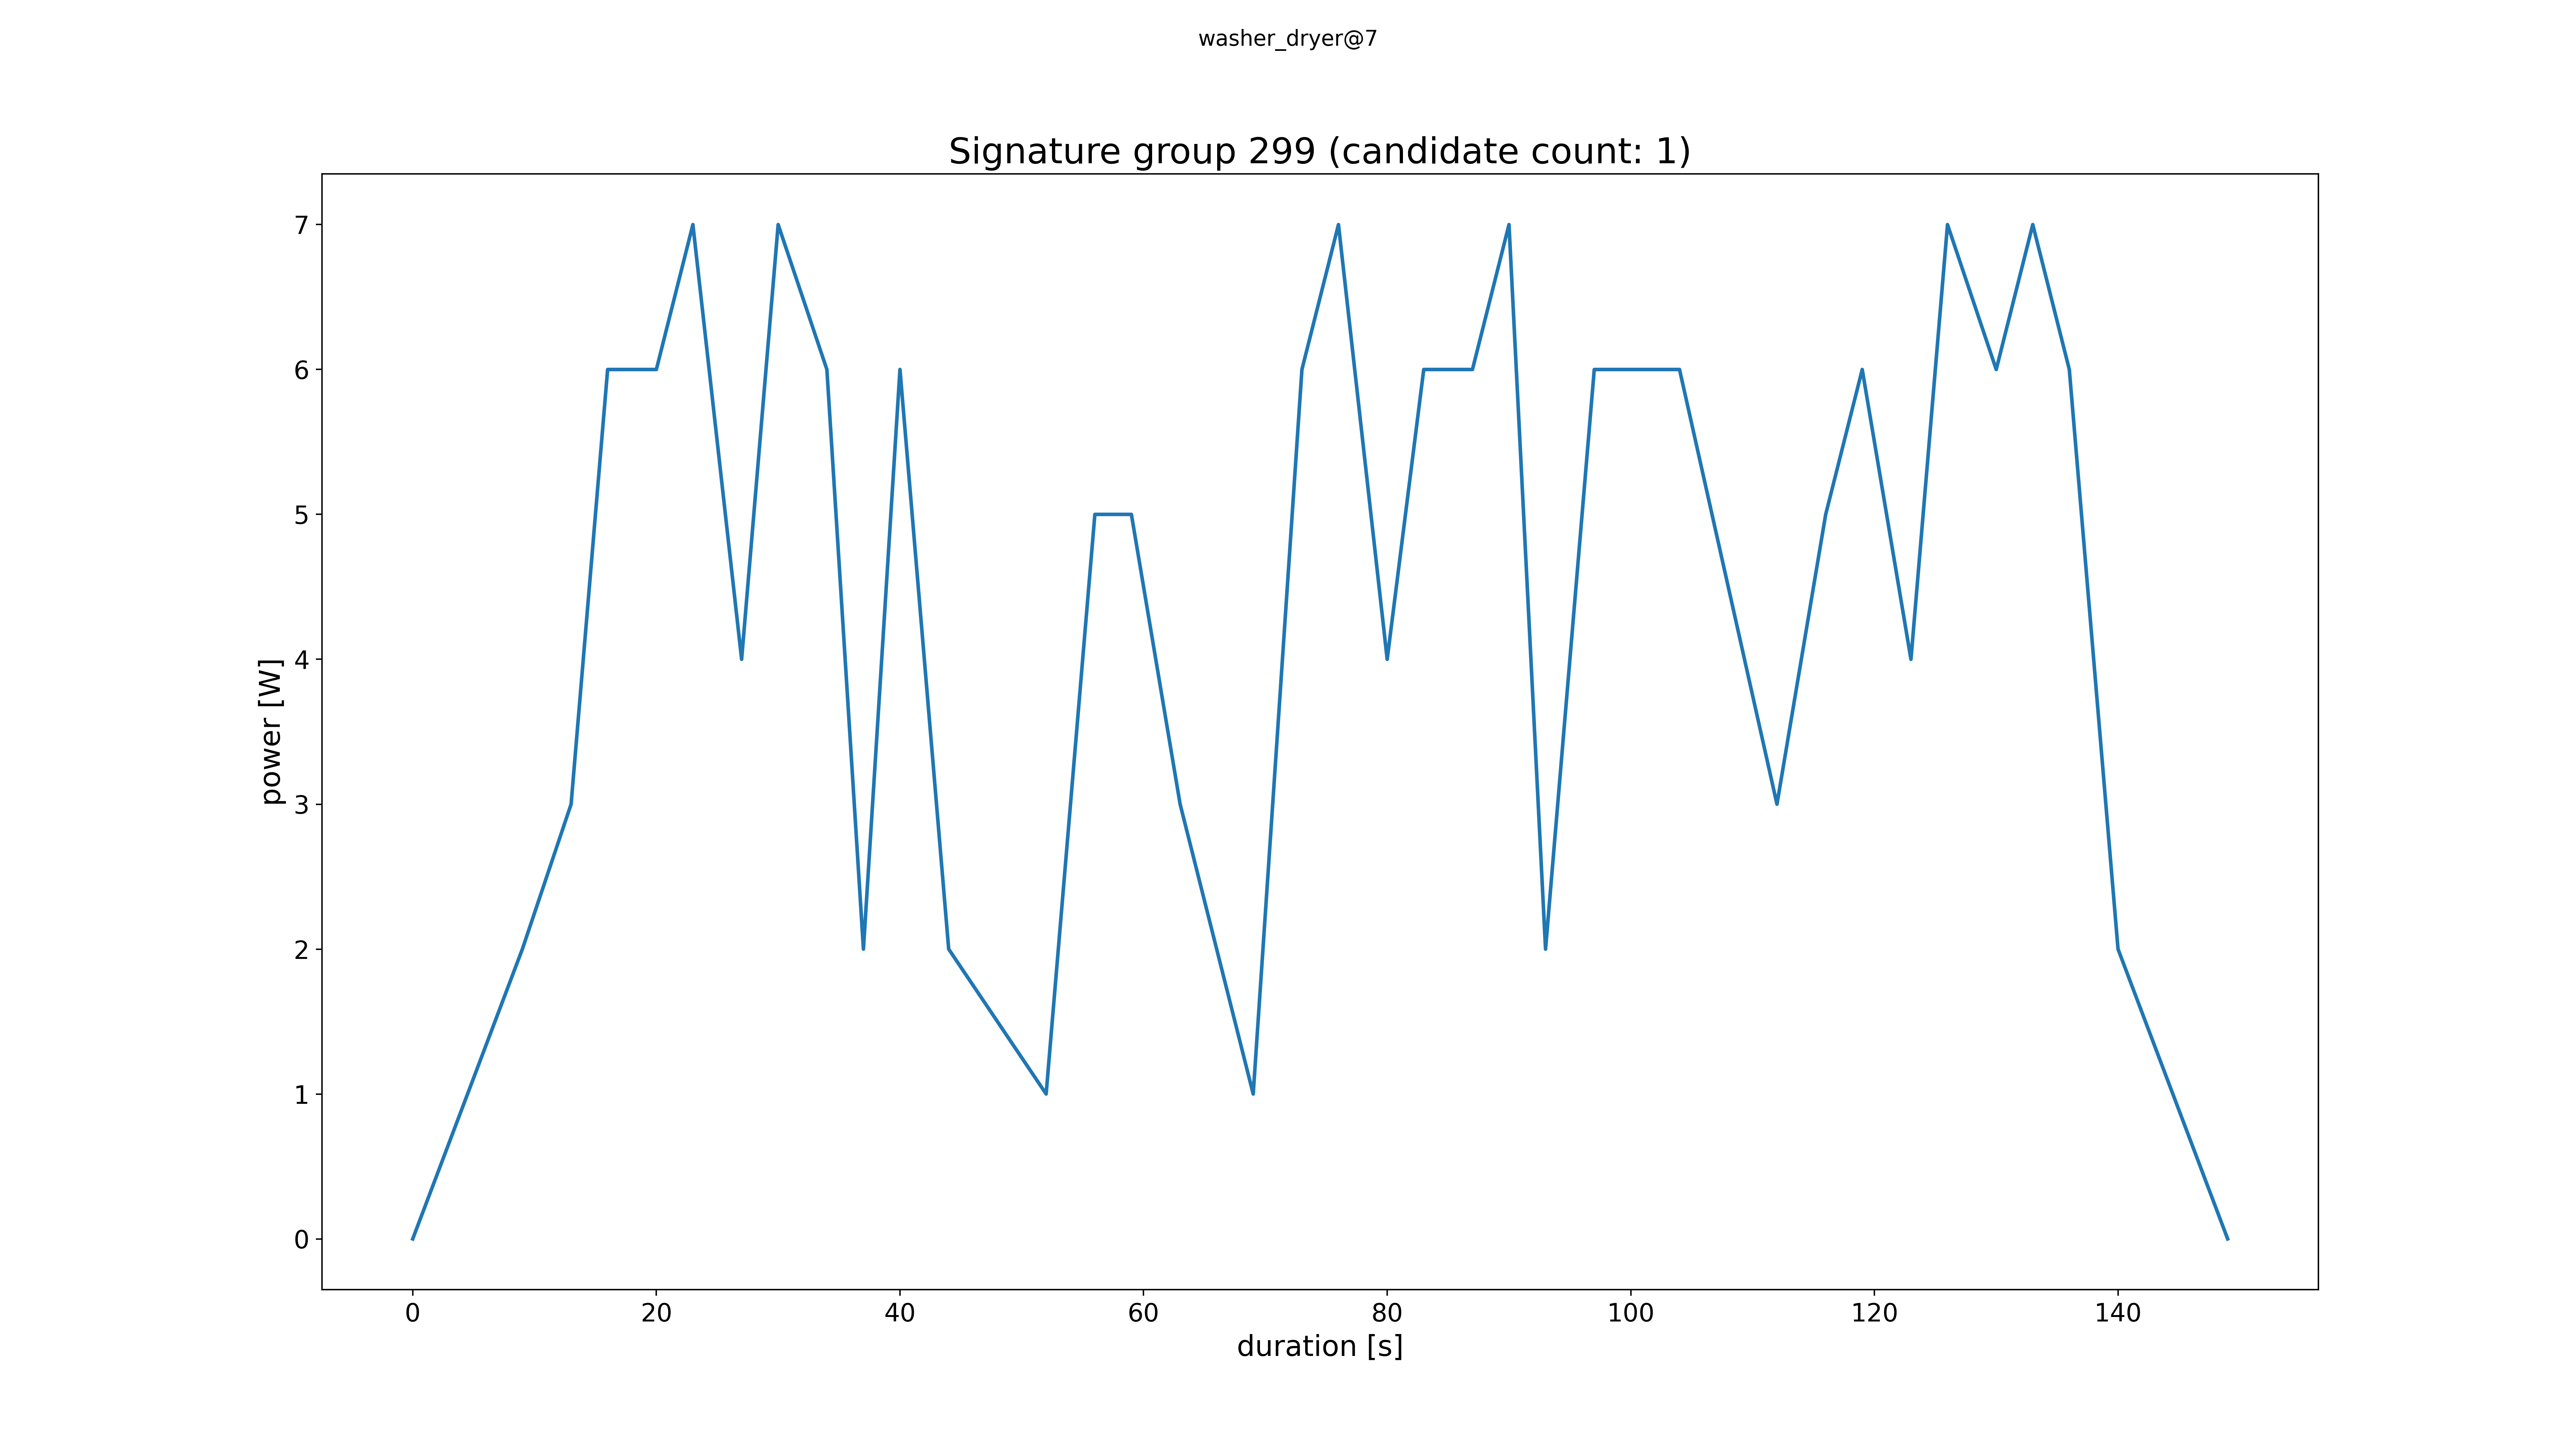 washer_dryer@7
Signature group 299 (candidate count: 1)
power [W]
7
6
5
4
3
2
1
0
0 20 40 60 80 100 120 140
duration [s]